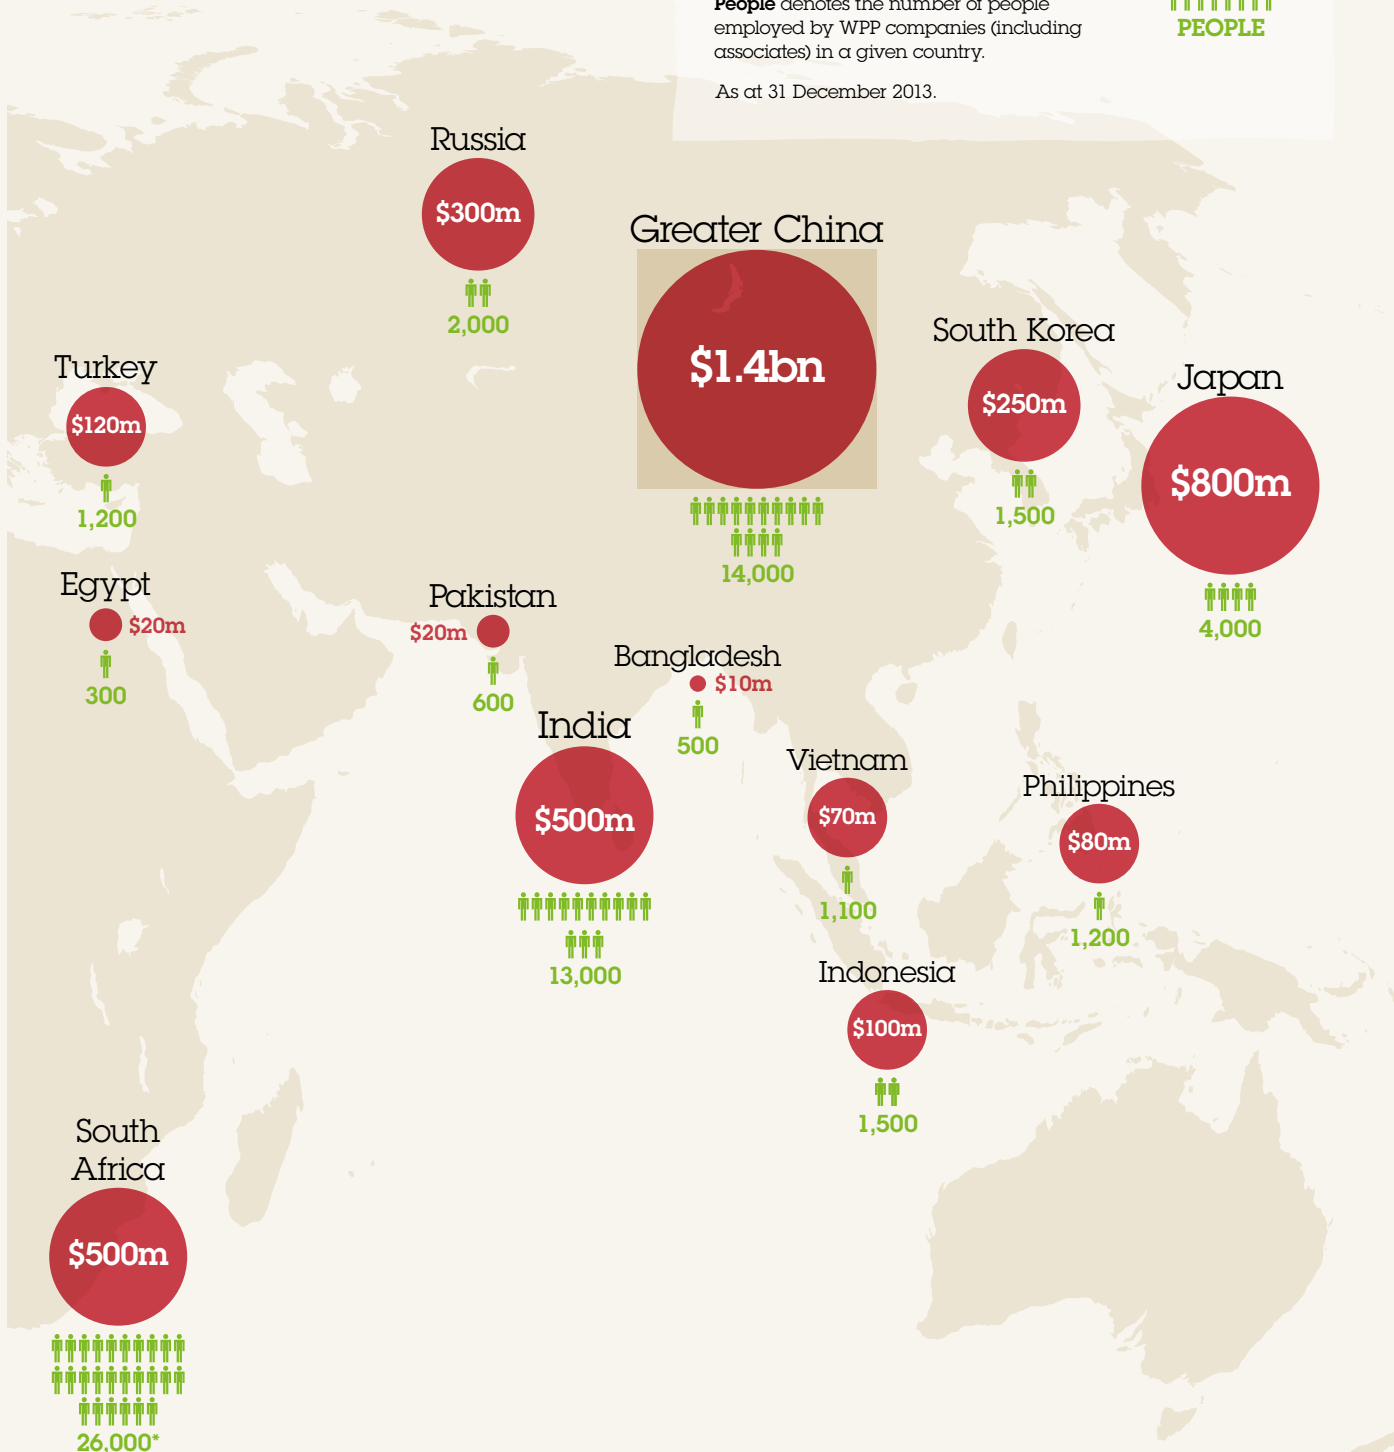 People denotes the number of people
employed by WPP companies (including
associates) in a given country.
As at 31 December 2013.
PEOPLE
Russia
$300m
2,000
Greater China
$1.4bn
14,000
South Korea
$250m
1,500
Japan
$800m
4,000
Turkey
$120m
1,200
Egypt
$20m
300
Pakistan
$20m
600
Bangladesh
$10m
500
India
$500m
13,000
Vietnam
$70m
1,100
Philippines
$80m
1,200
Indonesia
$100m
1,500
South
Africa
$500m
26,000*